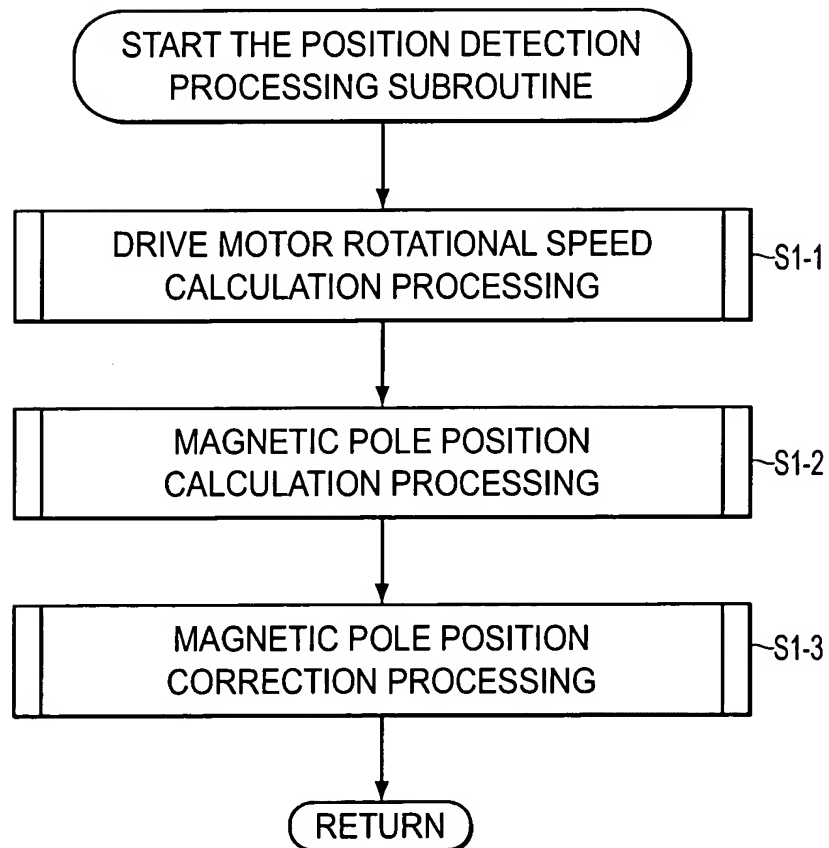 START THE POSITION DETECTION
PROCESSING SUBROUTINE
DRIVE MOTOR ROTATIONAL SPEED
CALCULATION PROCESSING
S1-1
MAGNETIC POLE POSITION
CALCULATION PROCESSING
S1-2
MAGNETIC POLE POSITION
CORRECTION PROCESSING
S1-3
RETURN